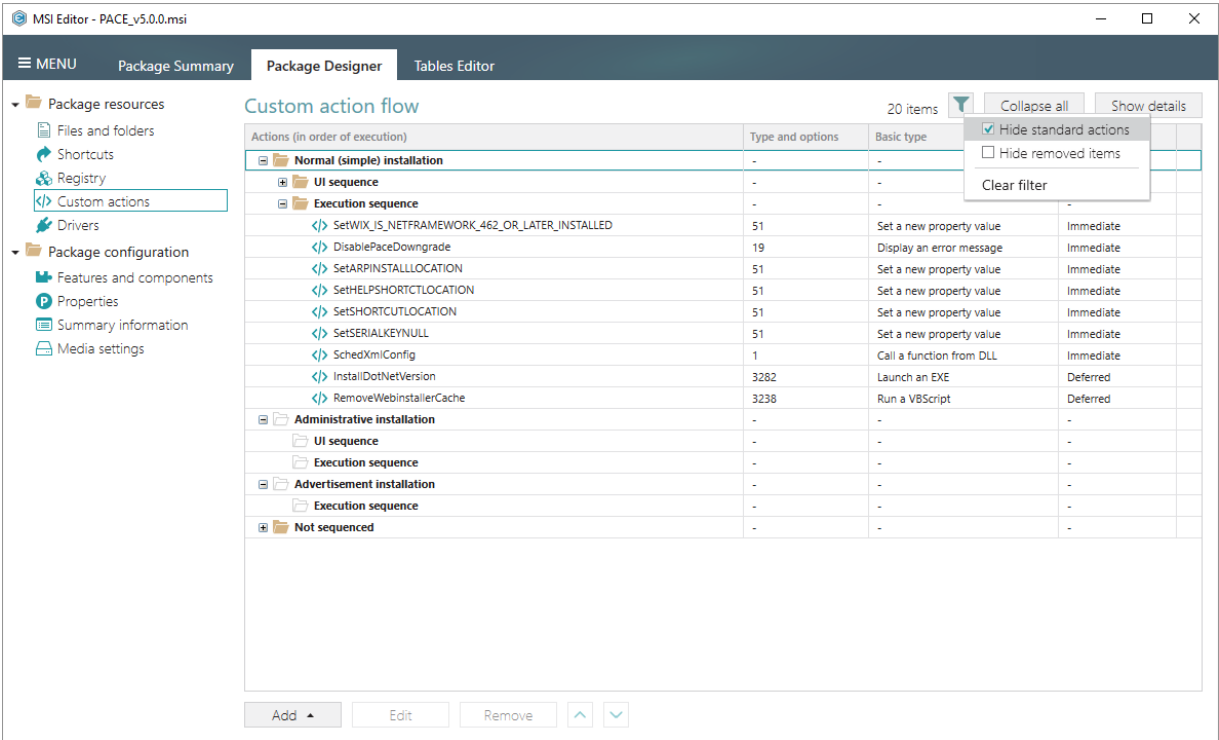 MSI Editor - PACE_v5.0.0.msi
MENU Package Summary Package Designer Tables Editor
Package resources
Files and folders
Shortcuts
Registry
Custom actions
Drivers
Package configuration
Features and components
Properties
Summary information
Media settings
Custom action flow
20 items Collapse all Show details
Hide standard actions
Hide removed items
Clear filter
Actions (in order of execution) Type and options Basic type
Normal (simple) installation - -
UI sequence - -
Execution sequence - - -
SetWIX_IS_NETFRAMEWORK_462_OR_LATER_INSTALLED 51 Set a new property value Immediate
DisablePaceDowngrade 19 Display an error message Immediate
SetARPINSTALLLOCATION 51 Set a new property value Immediate
SetHELPSHORTCTLOCATION 51 Set a new property value Immediate
SetSHORTCUTLOCATION 51 Set a new property value Immediate
SetSERIALKEYNULL 51 Set a new property value Immediate
SchedXmlConfig 1 Call a function from DLL Immediate
InstallDotNetVersion 3282 Launch an EXE Deferred
RemoveWebinstallerCache 3238 Run a VBScript Deferred
Administrative installation - - -
UI sequence - - -
Execution sequence - - -
Advertisement installation - - -
Execution sequence - - -
Not sequenced - - -
Add Edit Remove